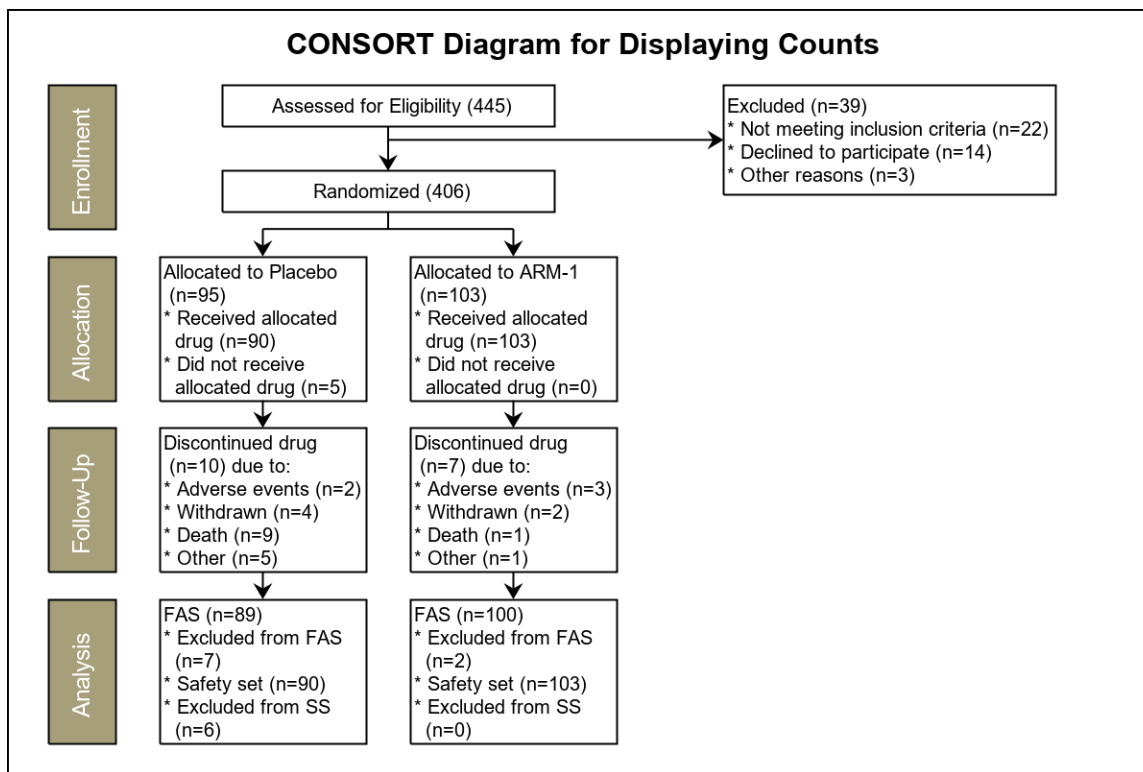 CONSORT Diagram for Displaying Counts
Enrollment
Assessed for Eligibility (445)
Excluded (n=39)
* Not meeting inclusion criteria (n=22)
* Declined to participate (n=14)
* Other reasons (n=3)
Randomized (406)
Allocation
Allocated to Placebo
(n=95)
* Received allocated
drug (n=90)
* Did not receive
allocated drug (n=5)
Allocated to ARM-1
(n=103)
* Received allocated
drug (n=103)
* Did not receive
allocated drug (n=0)
Follow-Up
Discontinued drug
(n=10) due to:
* Adverse events (n=2)
* Withdrawn (n=4)
* Death (n=9)
* Other (n=5)
Discontinued drug
(n=7) due to:
* Adverse events (n=3)
* Withdrawn (n=2)
* Death (n=1)
* Other (n=1)
Analysis
FAS (n=89)
* Excluded from FAS
(n=7)
* Safety set (n=90)
* Excluded from SS
(n=6)
FAS (n=100)
* Excluded from FAS
(n=2)
* Safety set (n=103)
* Excluded from SS
(n=0)